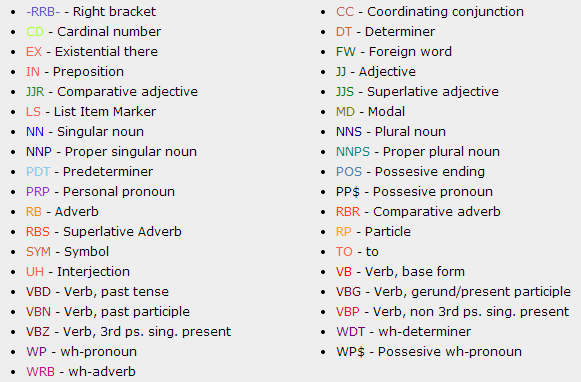 -RRB- - Right bracket
CD - Cardinal number
EX - Existential there
IN - Preposition
JJR - Comparative adjective
LS - List Item Marker
NN - Singular noun
NNP - Proper singular noun
PDT - Predeterminer
PRP - Personal pronoun
RB - Adverb
RBS - Superlative Adverb
SYM - Symbol
UH - Interjection
VBD - Verb, past tense
VBN - Verb, past participle
VBZ - Verb, 3rd ps. sing. present
WP - wh-pronoun
WRB - wh-adverb
CC - Coordinating conjunction
DT - Determiner
FW - Foreign word
JJ - Adjective
JJS - Superlative adjective
MD - Modal
NNS - Plural noun
NNPS - Proper plural noun
POS - Possesive ending
PP$ - Possesive pronoun
RBR - Comparative adverb
RP - Particle
TO - to
VB - Verb, base form
VBG - Verb, gerund/present participle
VBP - Verb, non 3rd ps. sing. present
WDT - wh-determiner
WP$ - Possesive wh-pronoun